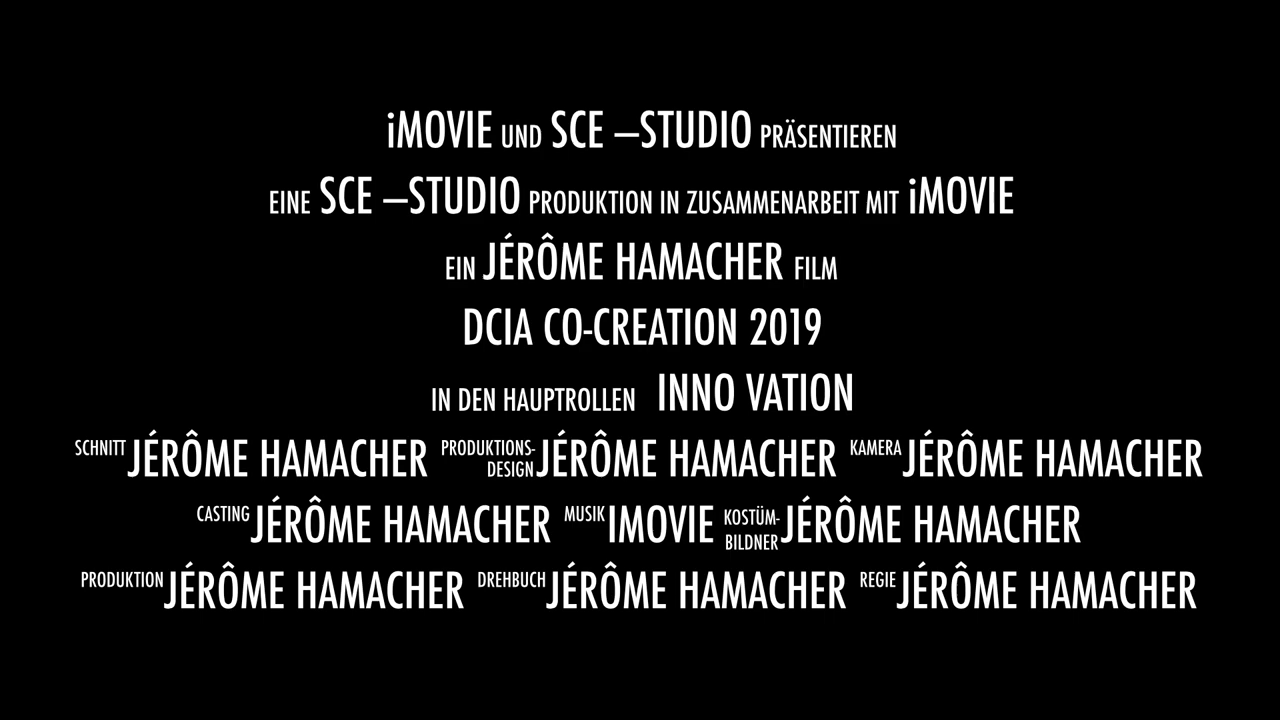 iMOVIE UND SCE –STUDIO PRÄSENTIEREN
EINE SCE –STUDIO PRODUKTION IN ZUSAMMENARBEIT MIT iMOVIE
EIN JÉRÔME HAMACHER FILM
DCIA CO-CREATION 2019
IN DEN HAUPTROLLEN INNO VATION
SCHNITT JÉRÔME HAMACHER PRODUKTIONS-DESIGN JÉRÔME HAMACHER KAMERA JÉRÔME HAMACHER
CASTING JÉRÔME HAMACHER MUSIK IMOVIE KOSTÜM-BILDNER JÉRÔME HAMACHER
PRODUKTION JÉRÔME HAMACHER DREHBUCH JÉRÔME HAMACHER REGIE JÉRÔME HAMACHER